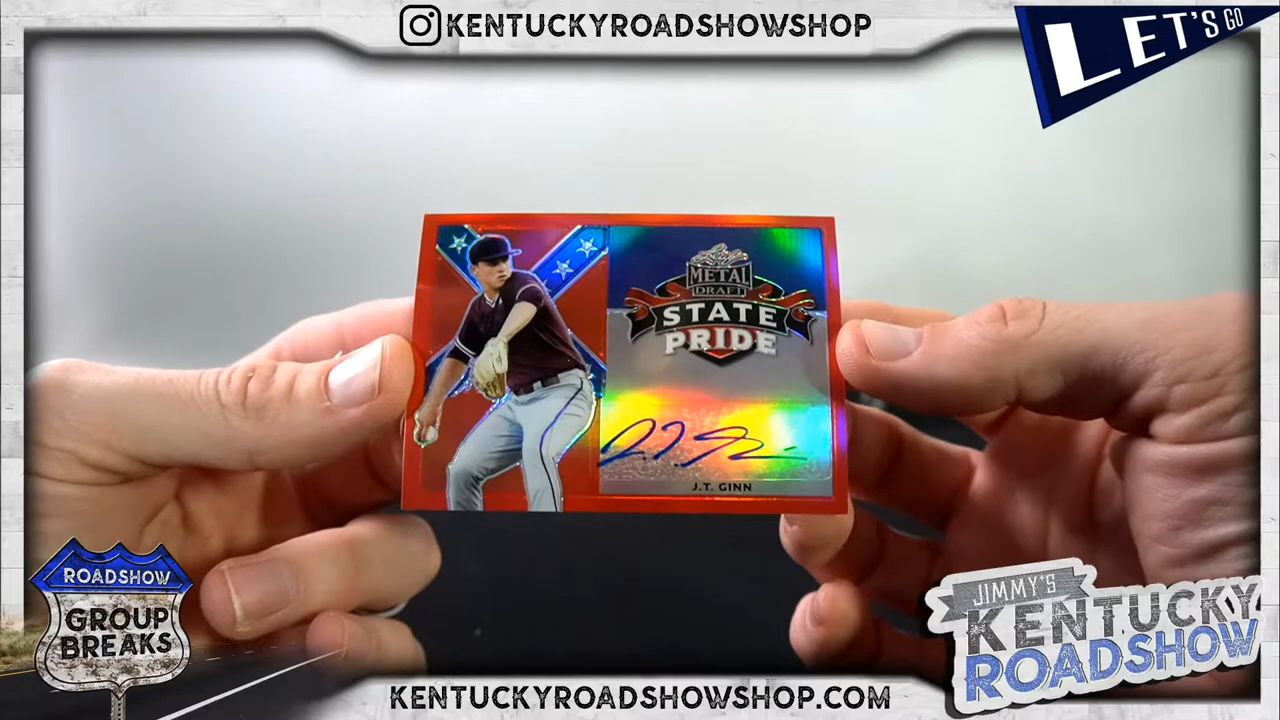 KENTUCKYROADSHOWSHOP
LET'S GO
Leaf
METAL
DRAFT
STATE
PRIDE
J.T. GINN
ROADSHOW
GROUP
BREAKS
JIMMY'S
KENTUCKY
ROADSHOW
KENTUCKYROADSHOWSHOP.COM